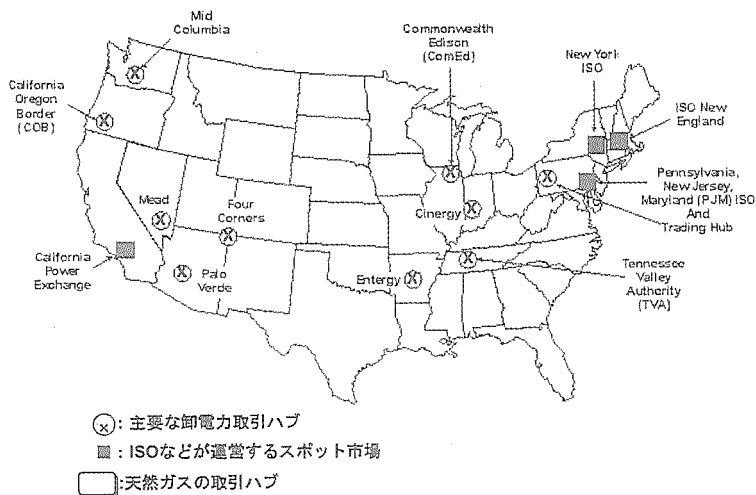 Mid
Columbia
Commonwealth
Edison
(ComEd)
New York
ISO
California
Oregon
Border
(COB)
ISO New
England
Pennsylvania,
New Jersey,
Maryland (PJM) ISO
And
Trading Hub
Mead
Four
Corners
Cinergy
California
Power
Exchange
Palo
Verde
Entergy
Tennessee
Valley
Authority
(TVA)
X: 主要な卸電力取引ハブ
: ISOなどが運営するスポット市場
:天然ガスの取引ハブ